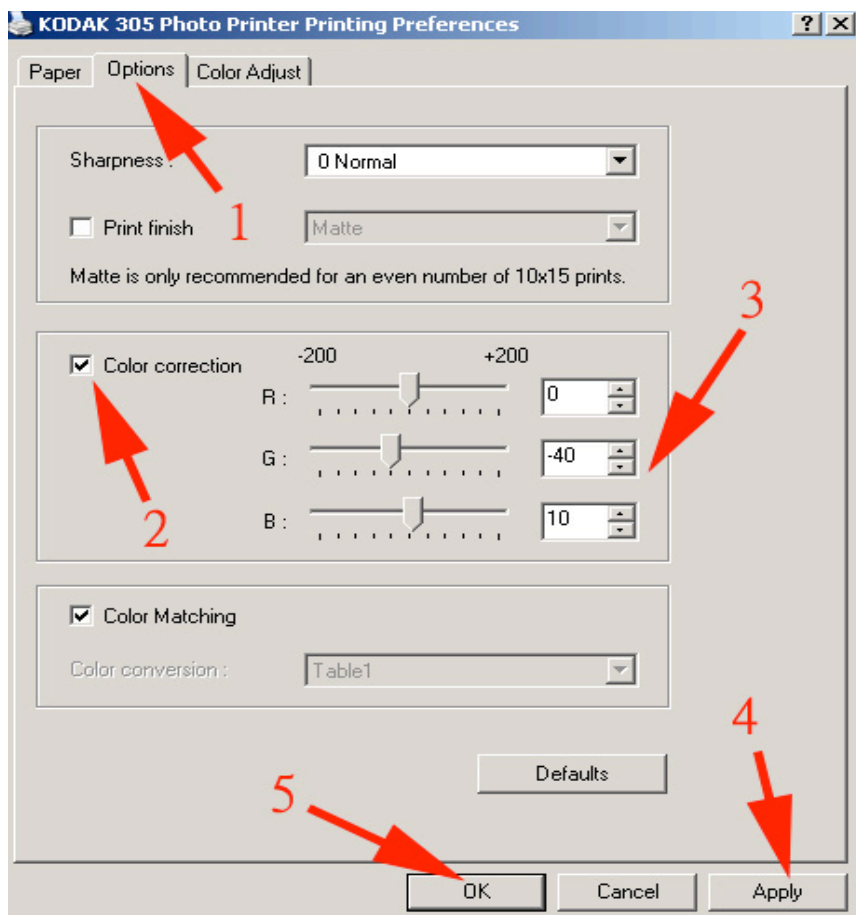 KODAK 305 Photo Printer Printing Preferences
Paper Options Color Adjust
Sharpness : 0 Normal
1
Print finish Matte
Matte is only recommended for an even number of 10x15 prints.
3
Color correction -200 +200
R : 0
G : -40
2
B : 10
Color Matching
Color conversion : Table1
4
Defaults
5
OK Cancel Apply